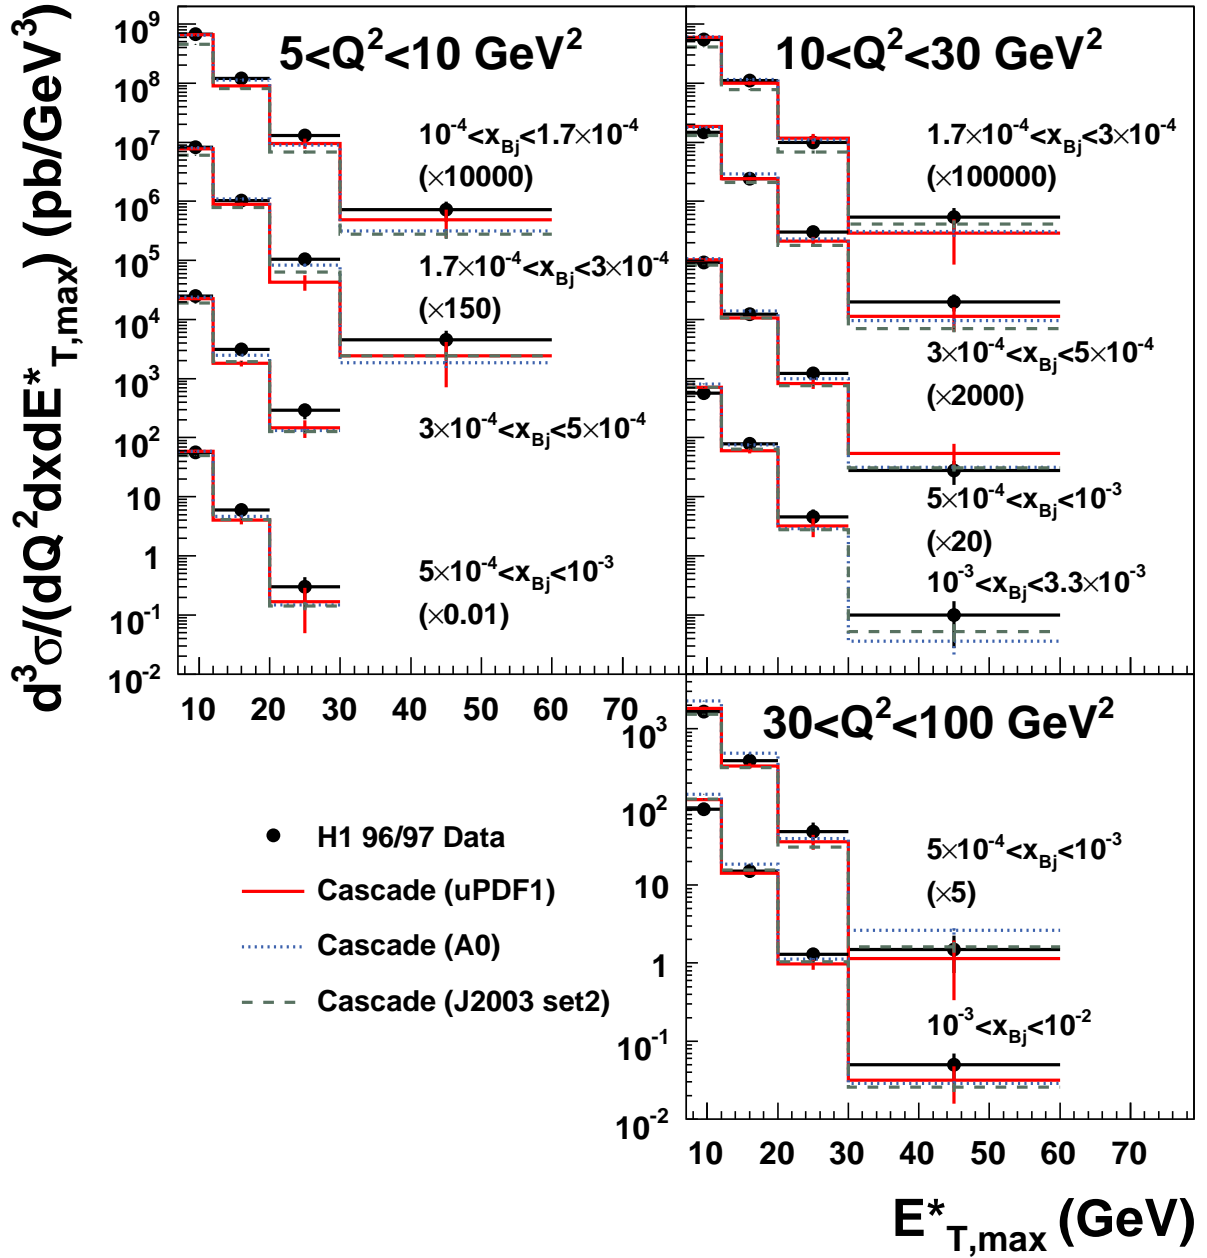 d³σ/(dQ²dxdE*T,max) (pb/GeV³)
5<Q²<10 GeV²
10⁹
10⁸
10⁷
10⁶
10⁵
10⁴
10³
10²
10
1
10⁻¹
10⁻²
10⁻⁴<xBj<1.7×10⁻⁴
(×10000)
1.7×10⁻⁴<xBj<3×10⁻⁴
(×150)
3×10⁻⁴<xBj<5×10⁻⁴
5×10⁻⁴<xBj<10⁻³
(×0.01)
10 20 30 40 50 60 70
10<Q²<30 GeV²
1.7×10⁻⁴<xBj<3×10⁻⁴
(×100000)
3×10⁻⁴<xBj<5×10⁻⁴
(×2000)
5×10⁻⁴<xBj<10⁻³
(×20)
10⁻³<xBj<3.3×10⁻³
30<Q²<100 GeV²
10³
10²
10
1
10⁻¹
10⁻²
5×10⁻⁴<xBj<10⁻³
(×5)
10⁻³<xBj<10⁻²
10 20 30 40 50 60 70
H1 96/97 Data
Cascade (uPDF1)
Cascade (A0)
Cascade (J2003 set2)
E*T,max (GeV)